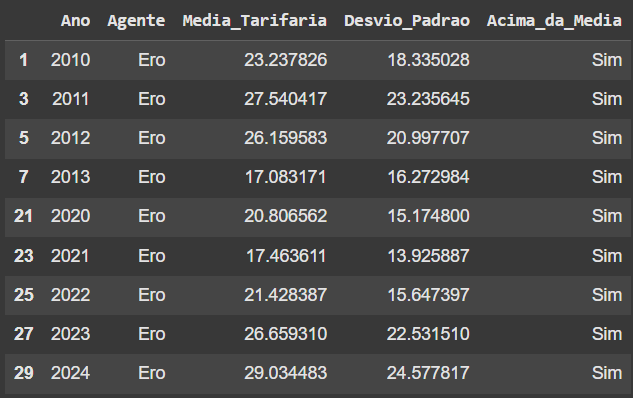 Ano Agente Media_Tarifaria Desvio_Padrao Acima_da_Media
1 2010 Ero 23.237826 18.335028 Sim
3 2011 Ero 27.540417 23.235645 Sim
5 2012 Ero 26.159583 20.997707 Sim
7 2013 Ero 17.083171 16.272984 Sim
21 2020 Ero 20.806562 15.174800 Sim
23 2021 Ero 17.463611 13.925887 Sim
25 2022 Ero 21.428387 15.647397 Sim
27 2023 Ero 26.659310 22.531510 Sim
29 2024 Ero 29.034483 24.577817 Sim